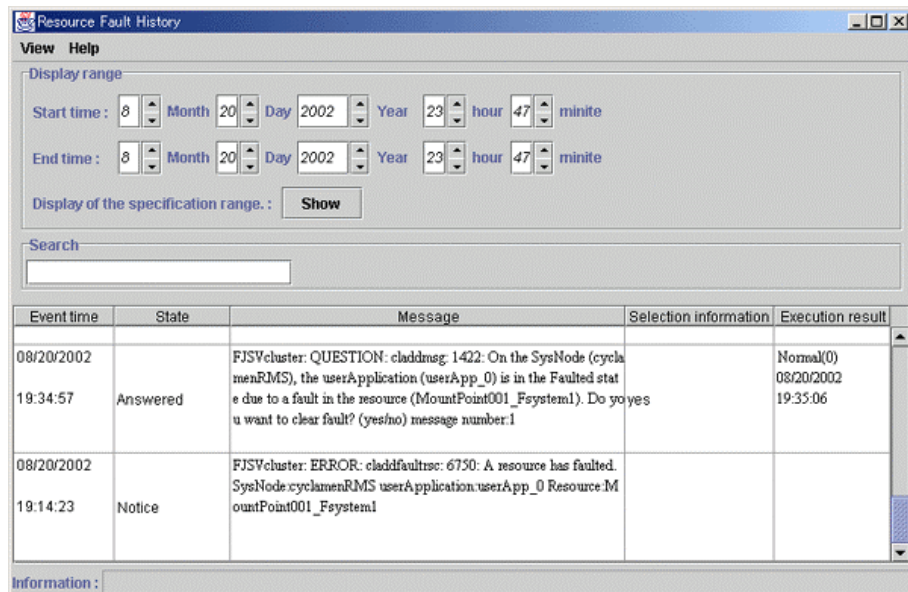 Resource Fault History
View Help
Display range
Start time : 8 Month 20 Day 2002 Year 23 hour 47 minite
End time : 8 Month 20 Day 2002 Year 23 hour 47 minite
Display of the specification range. : Show
Search
Event time State Message Selection information Execution result
08/20/2002 FJSVcluster: QUESTION: claddmsg: 1422: On the SysNode (cycla Normal(0)
menRMS), the userApplication (userApp_0) is in the Faulted stat 08/20/2002
19:34:57 Answered e due to a fault in the resource (MountPoint001_Fsystem1). Do yo yes 19:35:06
u want to clear fault? (yes/no) message number:1
08/20/2002 FJSVcluster: ERROR: claddfaultrsc: 6750: A resource has faulted.
SysNode:cyclamenRMS userApplication:userApp_0 Resource:M
19:14:23 Notice ountPoint001_Fsystem1
Information :